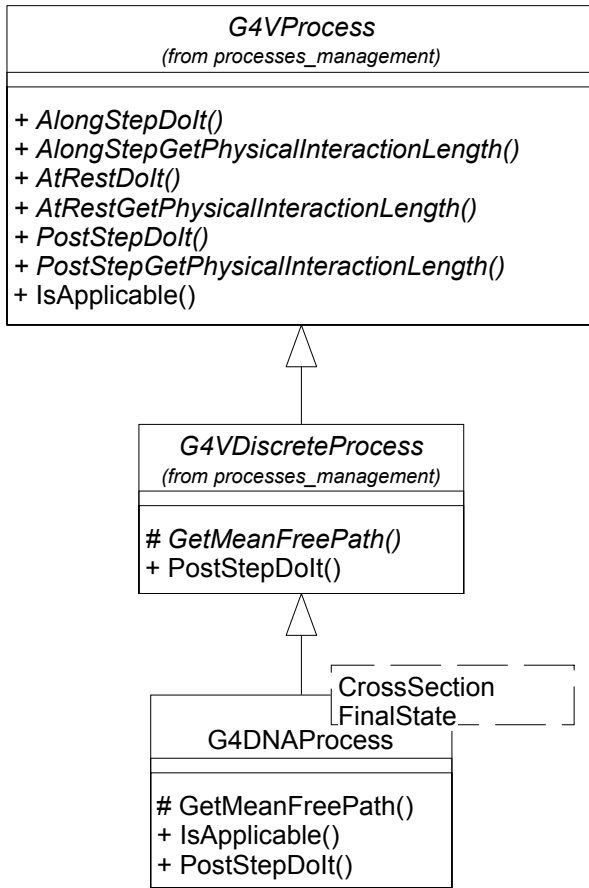 G4VProcess
(from processes_management)
+ AlongStepDoIt()
+ AlongStepGetPhysicalInteractionLength()
+ AtRestDoIt()
+ AtRestGetPhysicalInteractionLength()
+ PostStepDoIt()
+ PostStepGetPhysicalInteractionLength()
+ IsApplicable()
G4VDiscreteProcess
(from processes_management)
# GetMeanFreePath()
+ PostStepDoIt()
CrossSection
FinalState
G4DNAProcess
# GetMeanFreePath()
+ IsApplicable()
+ PostStepDoIt()